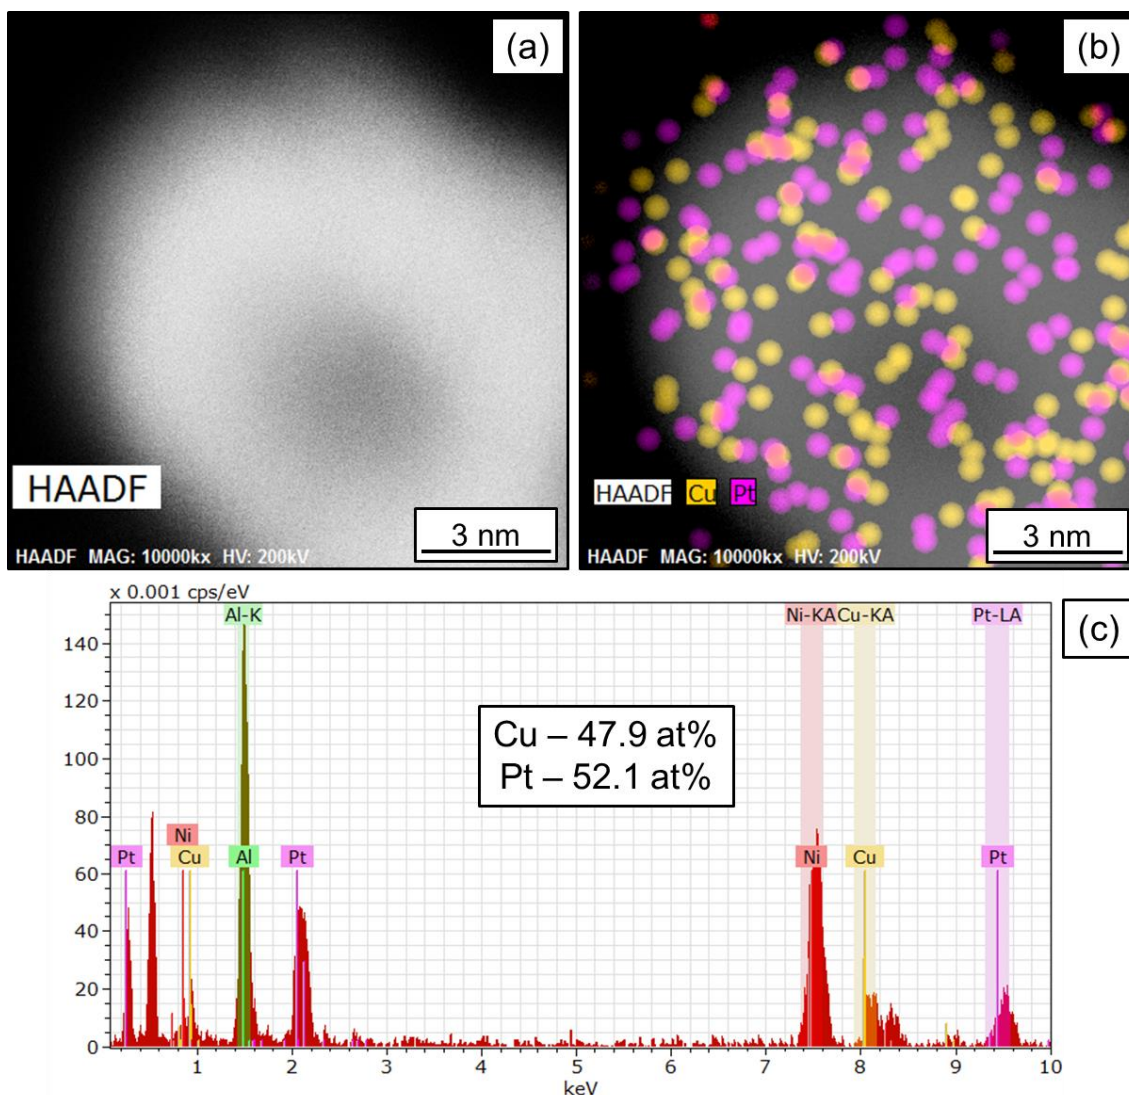 (a)
HAADF
3 nm
HAADF MAG: 10000kx HV: 200kV
(b)
HAADF Cu Pt
3 nm
HAADF MAG: 10000kx HV: 200kV
x 0.001 cps/eV
Al-K Ni-KA Cu-KA Pt-LA
(c)
140
120
100
80
60
40
20
0
Cu – 47.9 at%
Pt – 52.1 at%
Ni
Pt Cu Al Pt Ni Cu Pt
1 2 3 4 5 6 7 8 9 10
keV